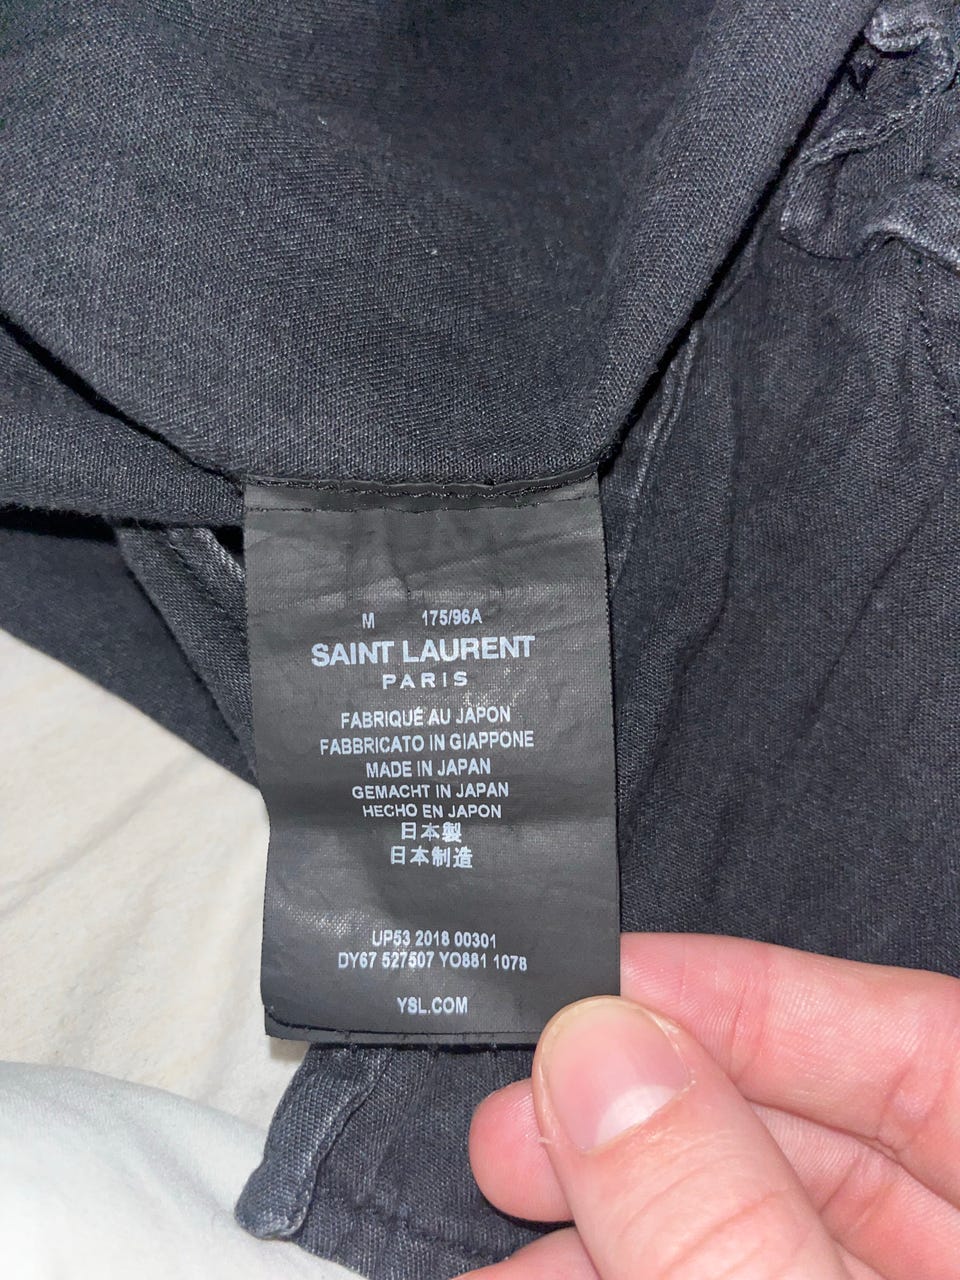 M 175/96A
SAINT LAURENT
PARIS
FABRIQUÉ AU JAPON
FABBRICATO IN GIAPPONE
MADE IN JAPAN
GEMACHT IN JAPAN
HECHO EN JAPON
日本製
日本制造
UP53 2018 00301
DY67 527507 YO881 1078
YSL.COM